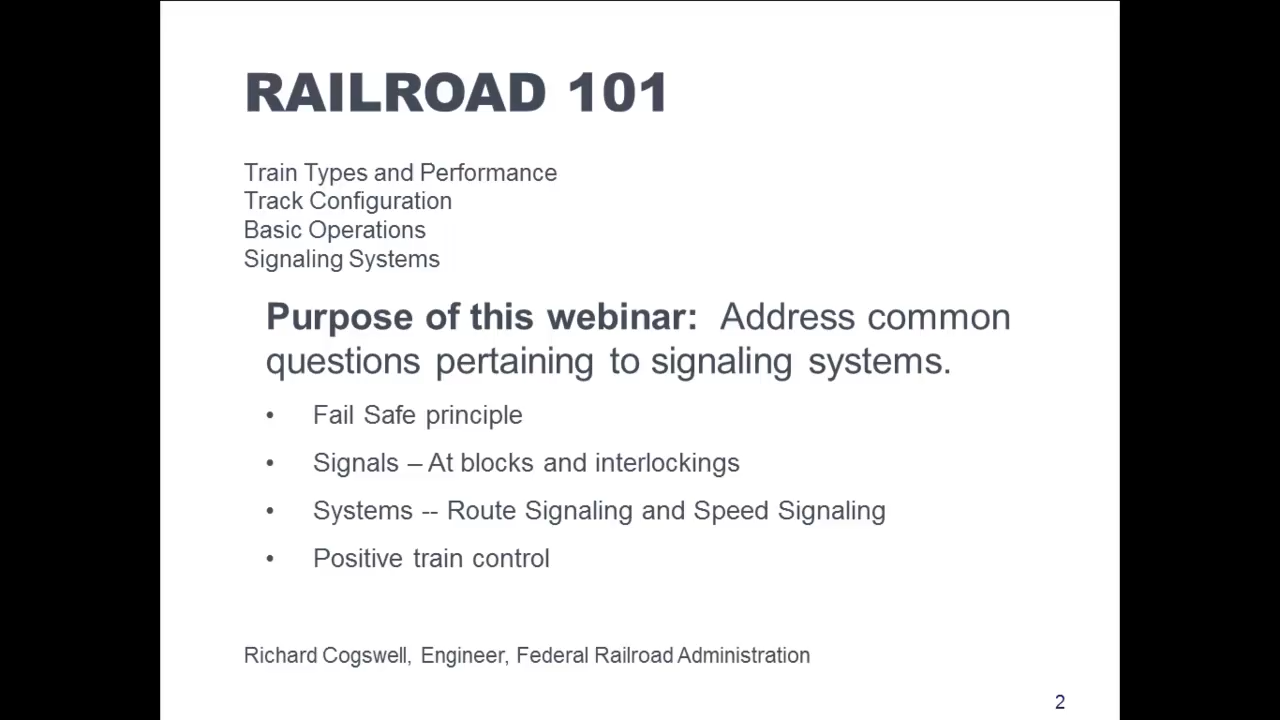 RAILROAD 101
Train Types and Performance
Track Configuration
Basic Operations
Signaling Systems
Purpose of this webinar: Address common
questions pertaining to signaling systems.
• Fail Safe principle
• Signals – At blocks and interlockings
• Systems -- Route Signaling and Speed Signaling
• Positive train control
Richard Cogswell, Engineer, Federal Railroad Administration
2